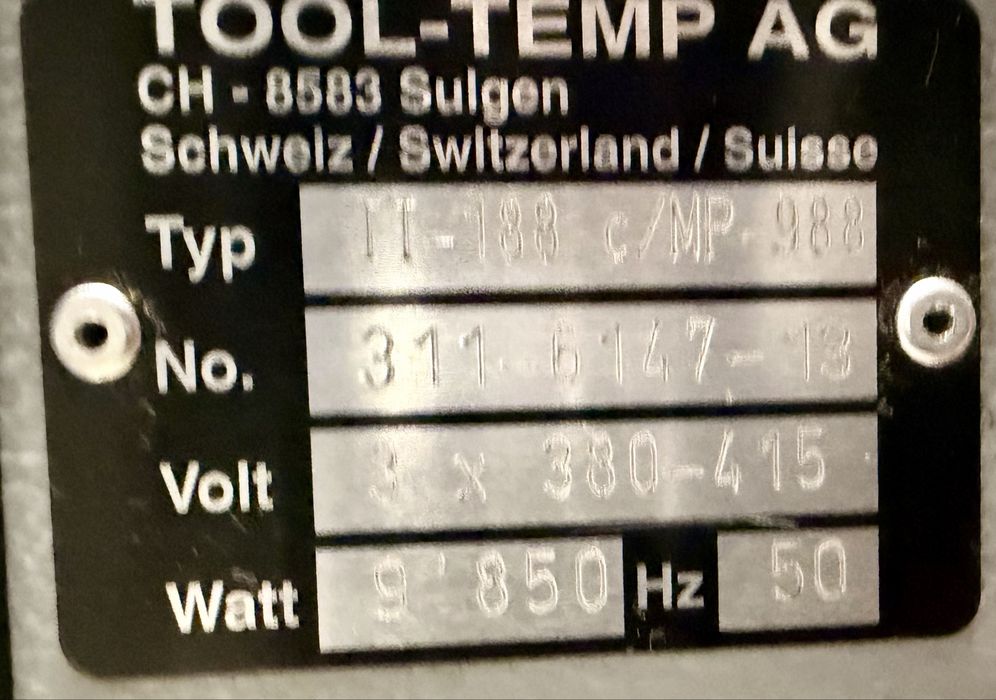 TOOL-TEMP AG
CH - 8583 Sulgen
Schweiz / Switzerland / Suisse
Typ TT-188 c/MP 988
No. 311 6147-13
Volt 3 x 380-415
Watt 9'850 Hz 50